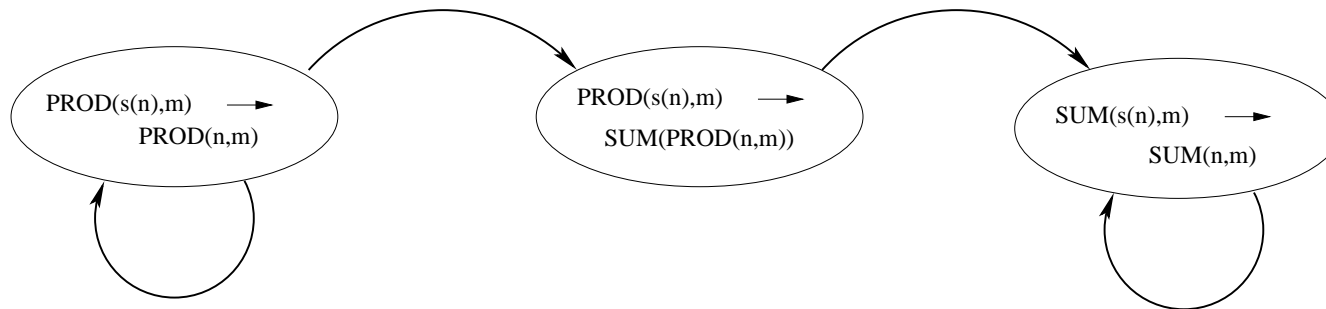 PROD(s(n),m)
PROD(n,m)
PROD(s(n),m)
SUM(PROD(n,m))
SUM(s(n),m)
SUM(n,m)